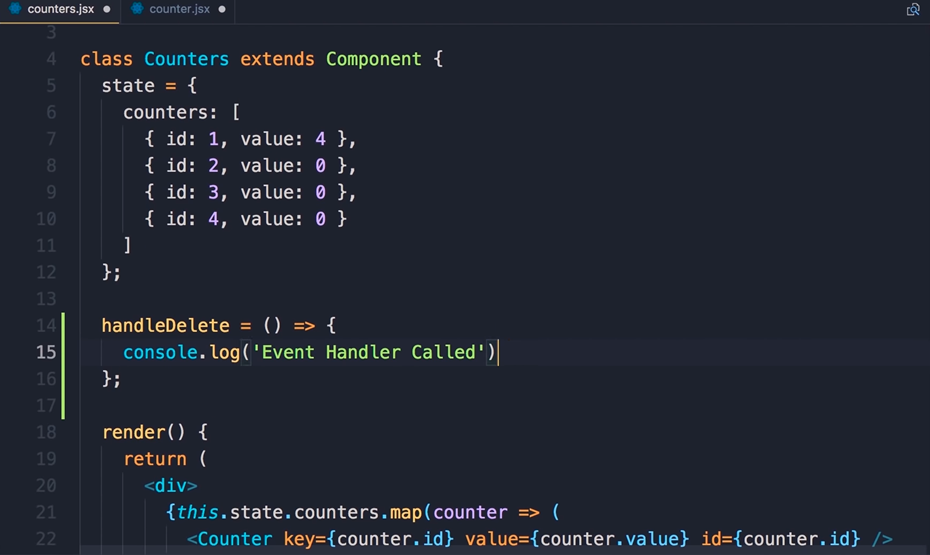 counters.jsx counter.jsx
3
4 class Counters extends Component {
5 state = {
6 counters: [
7 { id: 1, value: 4 },
8 { id: 2, value: 0 },
9 { id: 3, value: 0 },
10 { id: 4, value: 0 }
11 ]
12 };
13
14 handleDelete = () => {
15 console.log('Event Handler Called')
16 };
17
18 render() {
19 return (
20 <div>
21 {this.state.counters.map(counter => (
22 <Counter key={counter.id} value={counter.value} id={counter.id} />